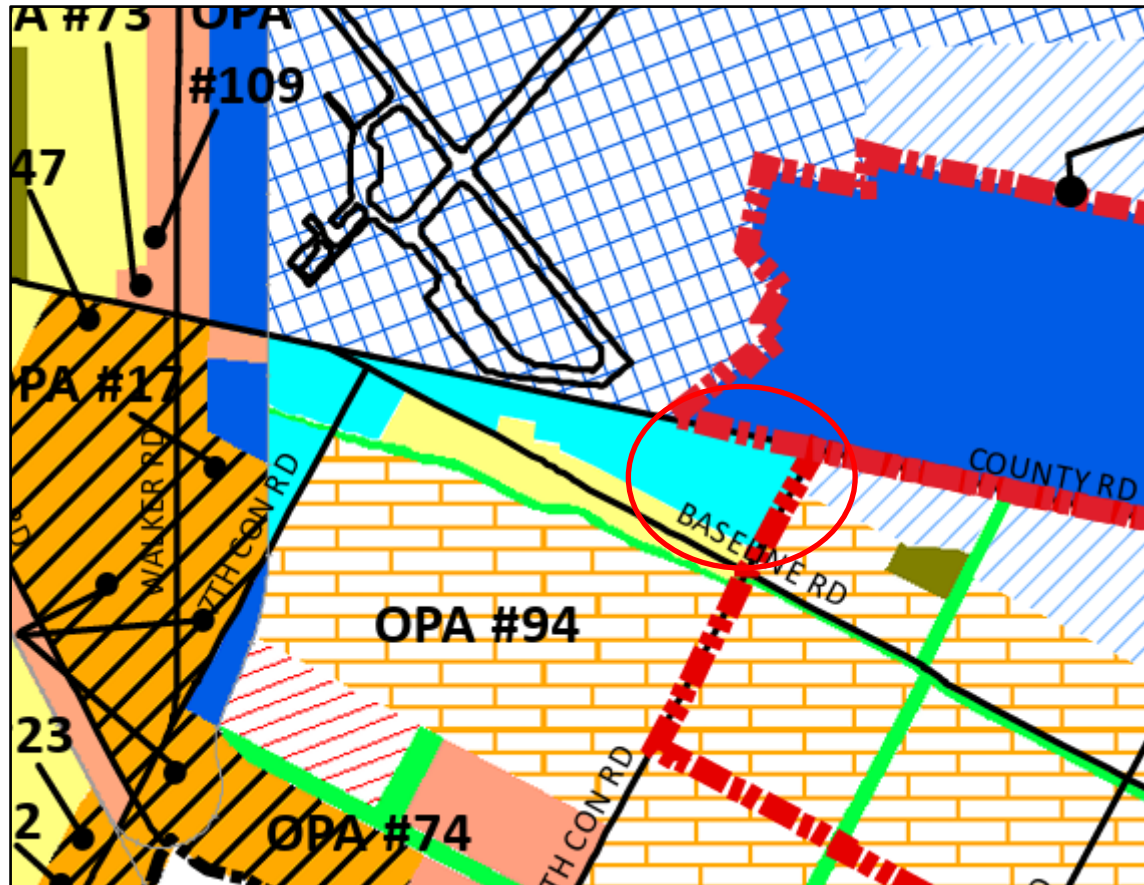 A #73
OPA
#109
47
PA #17
COUNTY RD
WALKER RD
7TH CON RD
BASELINE RD
RD
OPA #94
23
2
OPA #74
TH CON RD